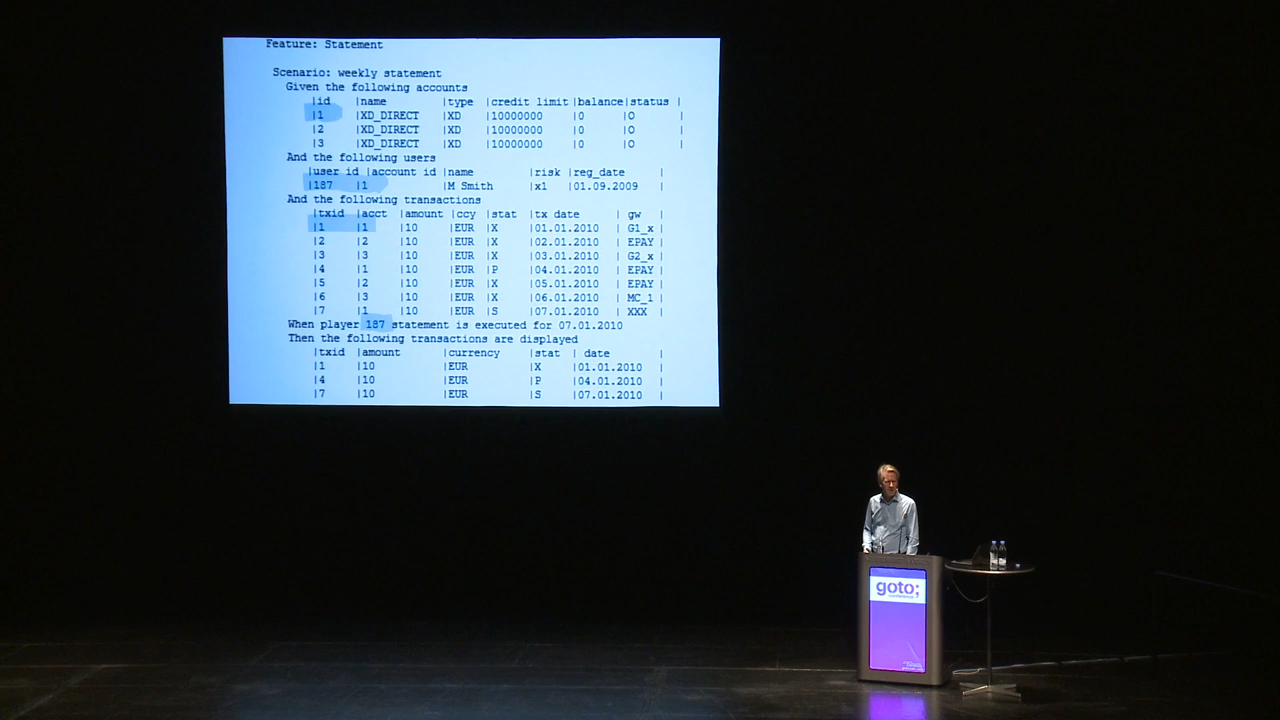 Feature: Statement
Scenario: weekly statement
Given the following accounts
|id |name |type |credit limit|balance|status |
|1 |XD_DIRECT |XD |10000000 |0 |O |
|2 |XD_DIRECT |XD |10000000 |0 |O |
|3 |XD_DIRECT |XD |10000000 |0 |O |
And the following users
|user id |account id |name |risk |reg_date |
|187 |1 |M Smith |x1 |01.09.2009 |
And the following transactions
|txid |acct |amount |ccy |stat |tx date | gw |
|1 |1 |10 |EUR |X |01.01.2010 | G1_x |
|2 |2 |10 |EUR |X |02.01.2010 | EPAY |
|3 |3 |10 |EUR |X |03.01.2010 | G2_x |
|4 |1 |10 |EUR |P |04.01.2010 | EPAY |
|5 |2 |10 |EUR |X |05.01.2010 | EPAY |
|6 |3 |10 |EUR |X |06.01.2010 | MC_1 |
|7 |1 |10 |EUR |S |07.01.2010 | XXX |
When player 187 statement is executed for 07.01.2010
Then the following transactions are displayed
|txid |amount |currency |stat | date |
|1 |10 |EUR |X |01.01.2010 |
|4 |10 |EUR |P |04.01.2010 |
|7 |10 |EUR |S |07.01.2010 |
goto;
conference